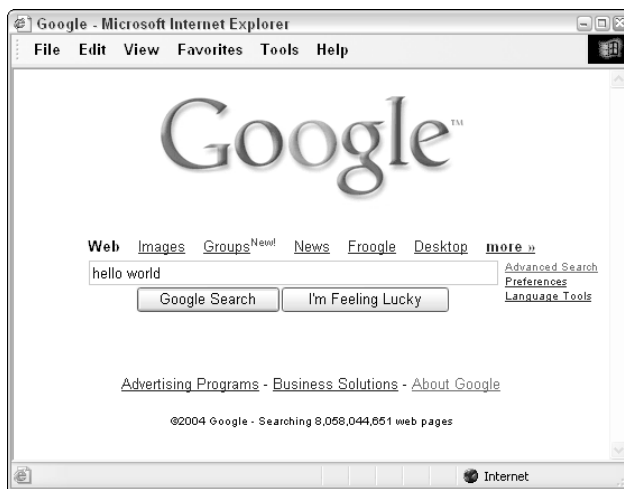 Google - Microsoft Internet Explorer
File Edit View Favorites Tools Help
Google™
Web Images Groups New! News Froogle Desktop more »
hello world
Advanced Search
Preferences
Language Tools
Google Search I'm Feeling Lucky
Advertising Programs - Business Solutions - About Google
©2004 Google - Searching 8,058,044,651 web pages
Internet